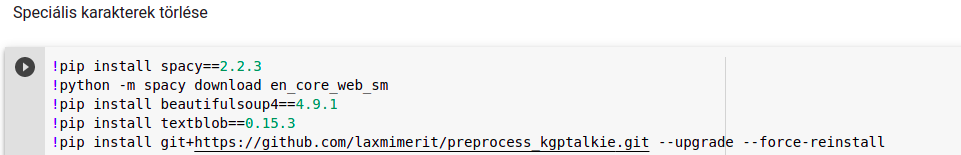 Speciális karakterek törlése
!pip install spacy==2.2.3
!python -m spacy download en_core_web_sm
!pip install beautifulsoup4==4.9.1
!pip install textblob==0.15.3
!pip install git+https://github.com/laxmimerit/preprocess_kgptalkie.git --upgrade --force-reinstall